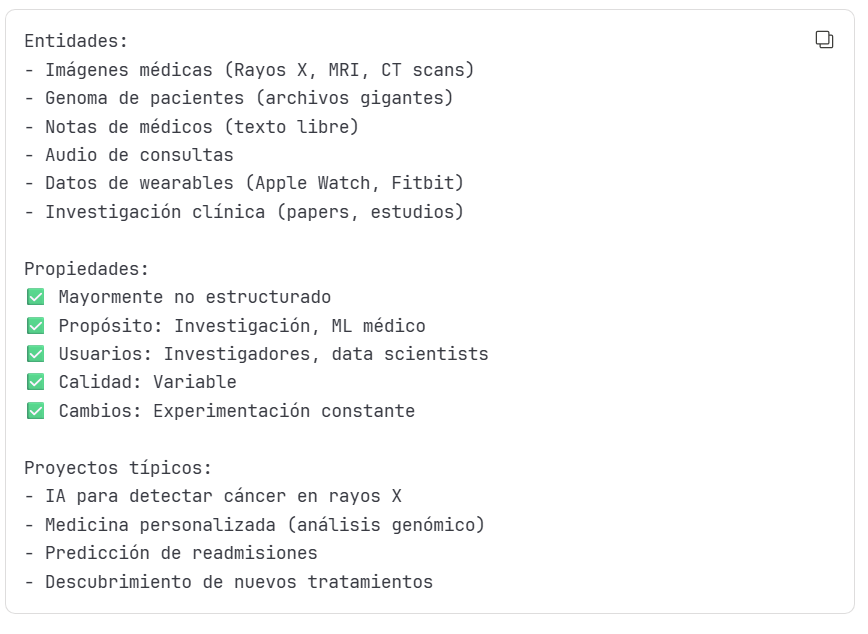 Entidades:
- Imágenes médicas (Rayos X, MRI, CT scans)
- Genoma de pacientes (archivos gigantes)
- Notas de médicos (texto libre)
- Audio de consultas
- Datos de wearables (Apple Watch, Fitbit)
- Investigación clínica (papers, estudios)

Propiedades:
✅ Mayormente no estructurado
✅ Propósito: Investigación, ML médico
✅ Usuarios: Investigadores, data scientists
✅ Calidad: Variable
✅ Cambios: Experimentación constante

Proyectos típicos:
- IA para detectar cáncer en rayos X
- Medicina personalizada (análisis genómico)
- Predicción de readmisiones
- Descubrimiento de nuevos tratamientos